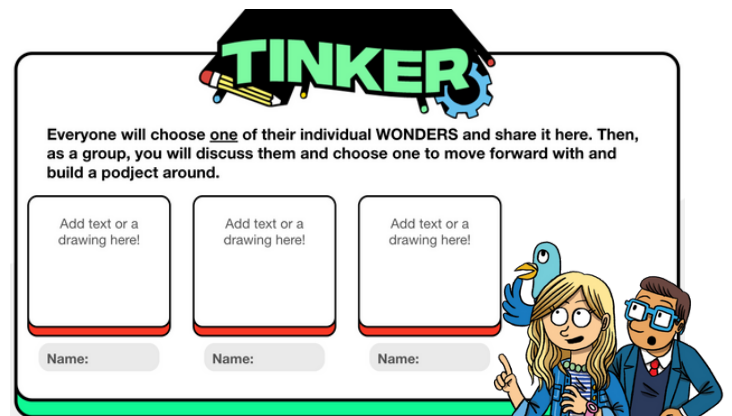 TINKER
Everyone will choose one of their individual WONDERS and share it here. Then,
as a group, you will discuss them and choose one to move forward with and
build a podject around.
Add text or a
drawing here!
Add text or a
drawing here!
Add text or a
drawing here!
Name:
Name:
Name: